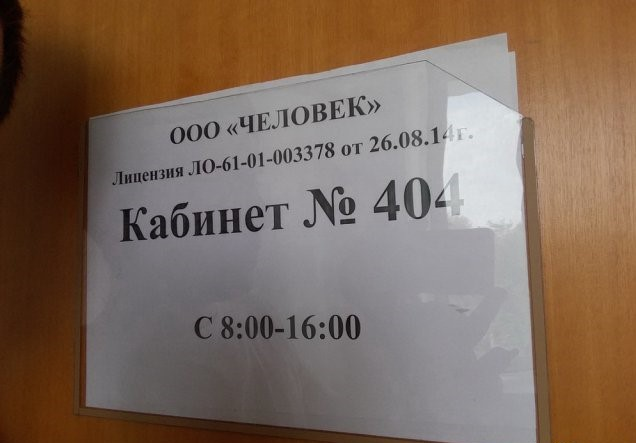 ООО «ЧЕЛОВЕК»
Лицензия ЛО-61-01-003378 от 26.08.14г.
Кабинет № 404
С 8:00-16:00